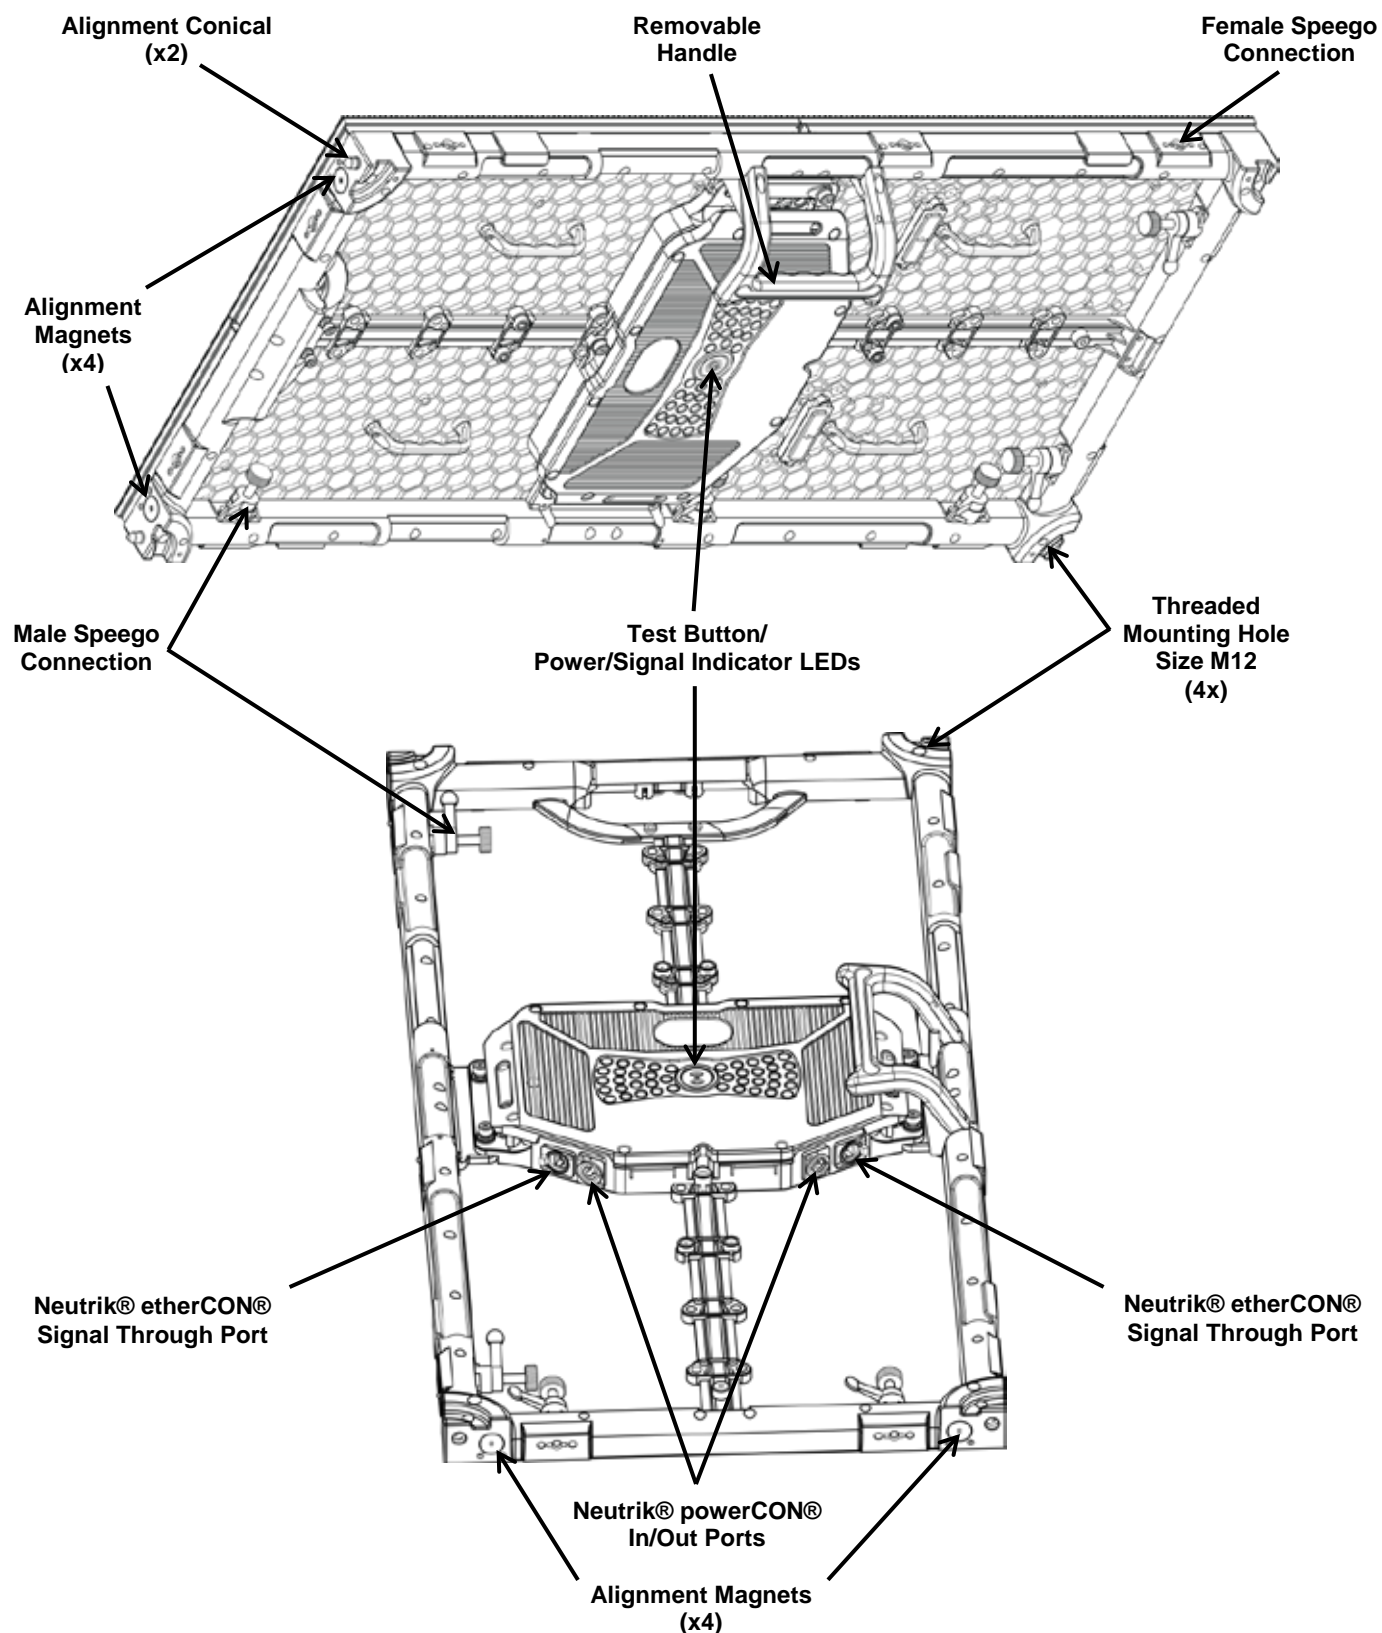 Alignment Conical
(x2)
Removable
Handle
Female Speego
Connection
Alignment
Magnets
(x4)
Male Speego
Connection
Test Button/
Power/Signal Indicator LEDs
Threaded
Mounting Hole
Size M12
(4x)
Neutrik® etherCON®
Signal Through Port
Neutrik® etherCON®
Signal Through Port
Neutrik® powerCON®
In/Out Ports
Alignment Magnets
(x4)